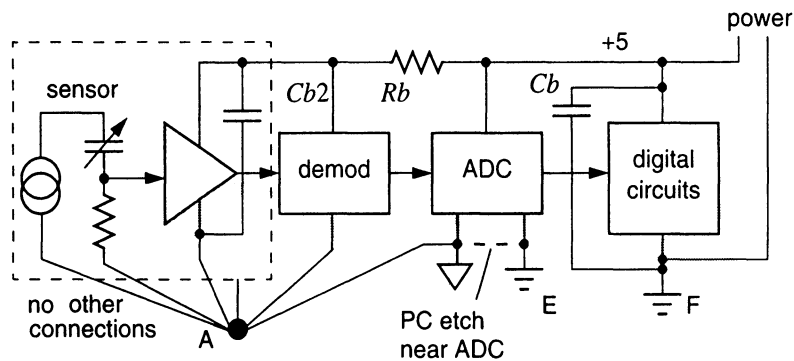 power
+5
sensor
Cb2
Rb
Cb
demod
ADC
digital
circuits
no other
connections
A
PC etch
near ADC
E
F